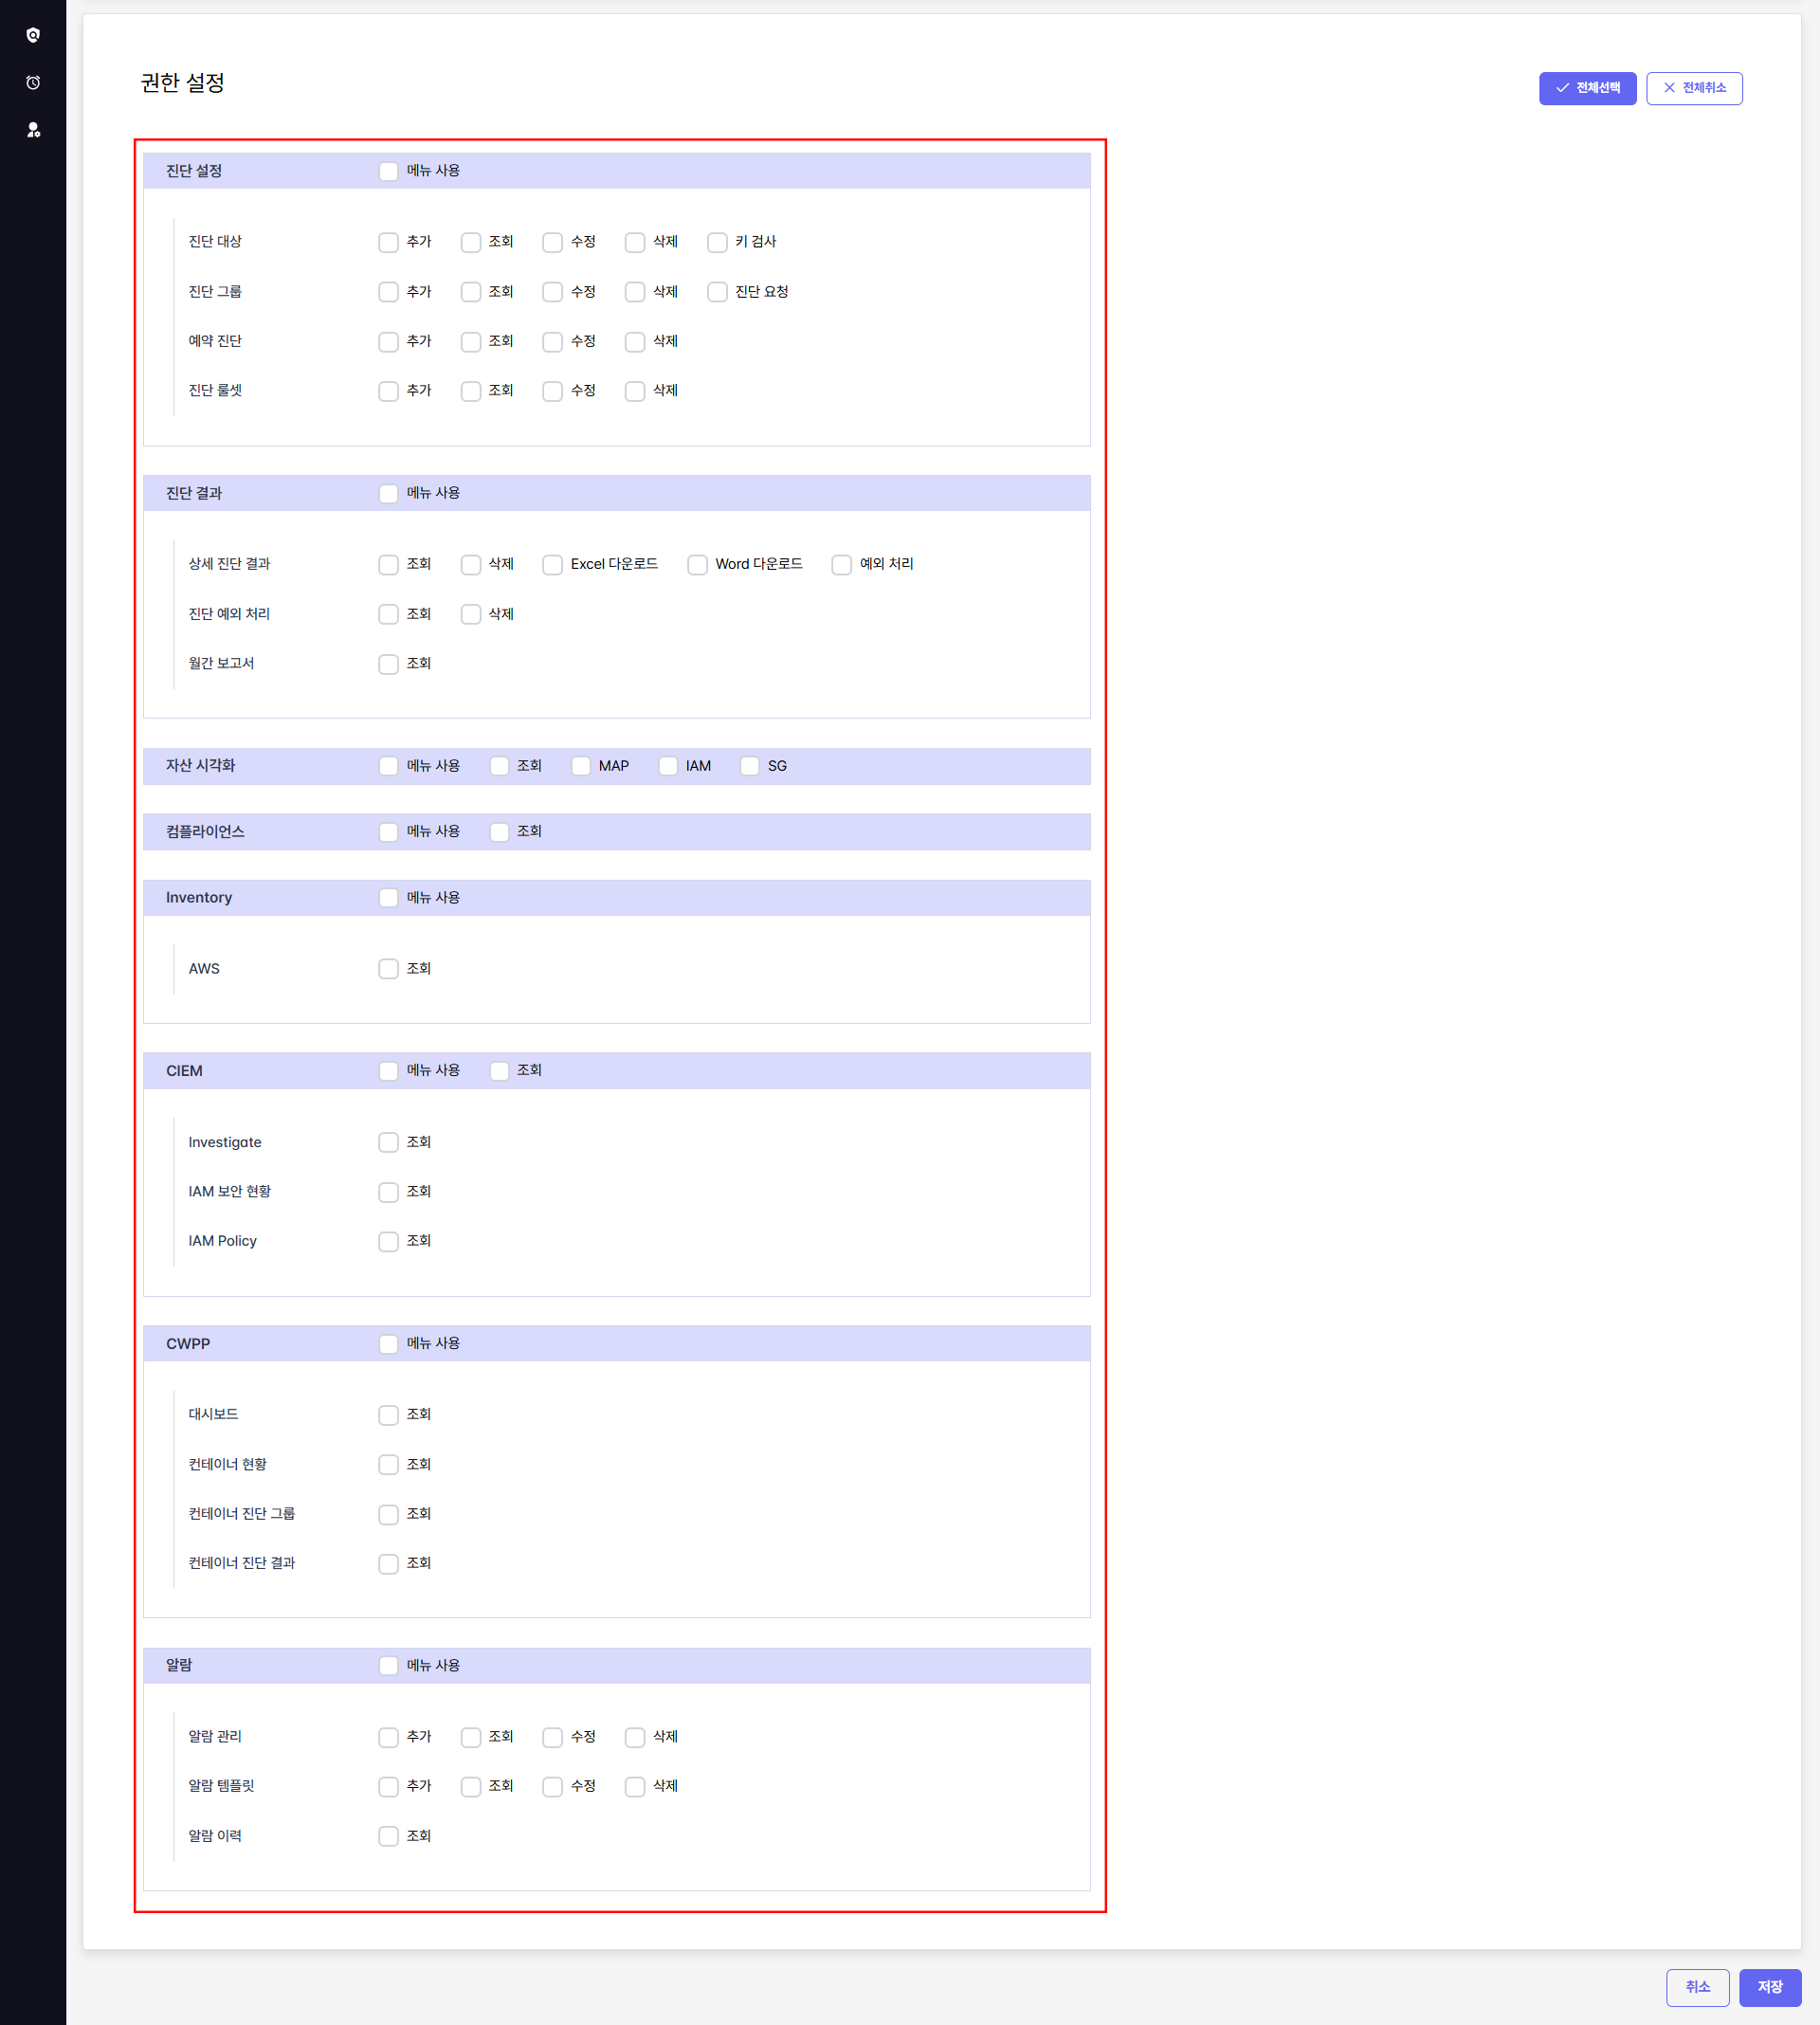 권한 설정 전체선택 전체취소
진단 설정 메뉴 사용
진단 대상 추가 조회 수정 삭제 키 검사
진단 그룹 추가 조회 수정 삭제 진단 요청
예약 진단 추가 조회 수정 삭제
진단 룰셋 추가 조회 수정 삭제
진단 결과 메뉴 사용
상세 진단 결과 조회 삭제 Excel 다운로드 Word 다운로드 예외 처리
진단 예외 처리 조회 삭제
월간 보고서 조회
자산 시각화 메뉴 사용 조회 MAP IAM SG
컴플라이언스 메뉴 사용 조회
Inventory 메뉴 사용
AWS 조회
CIEM 메뉴 사용 조회
Investigate 조회
IAM 보안 현황 조회
IAM Policy 조회
CWPP 메뉴 사용
대시보드 조회
컨테이너 현황 조회
컨테이너 진단 그룹 조회
컨테이너 진단 결과 조회
알람 메뉴 사용
알람 관리 추가 조회 수정 삭제
알람 템플릿 추가 조회 수정 삭제
알람 이력 조회
취소 저장